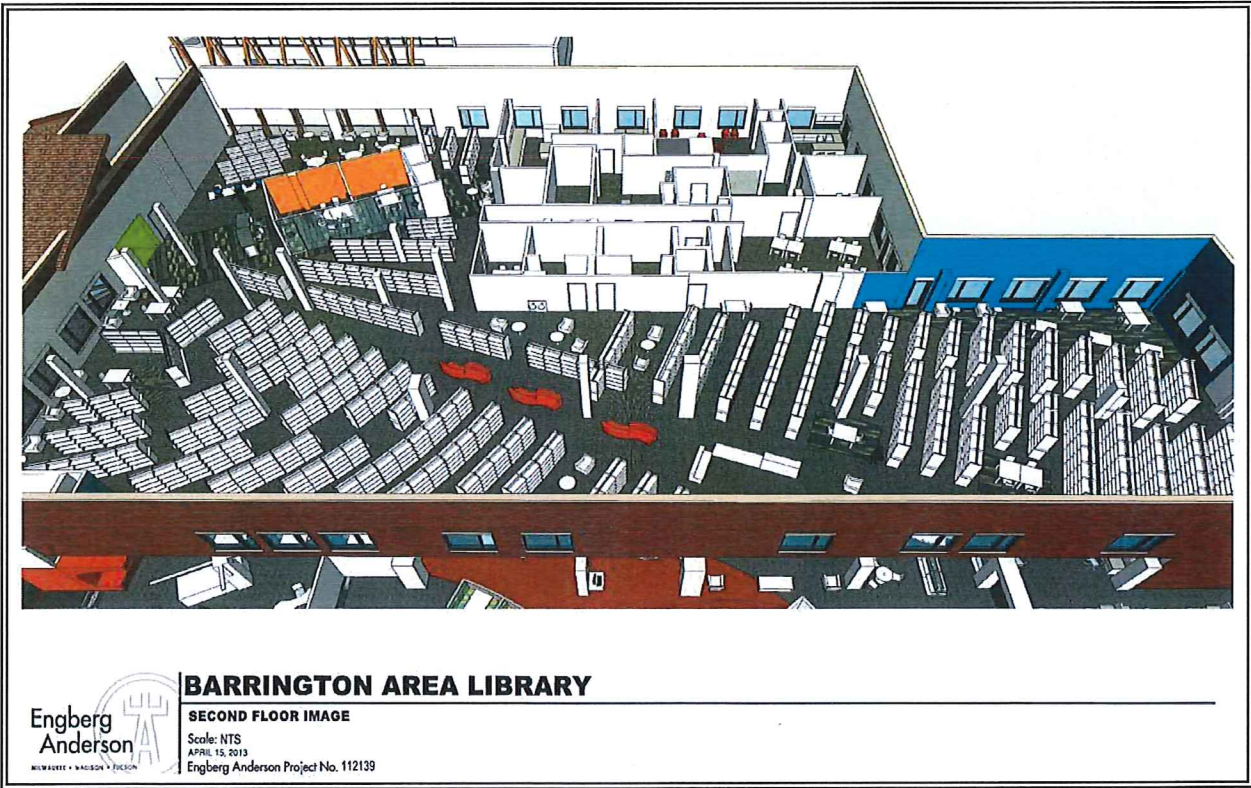 BARRINGTON AREA LIBRARY
SECOND FLOOR IMAGE
Scale: NTS
APRIL 15, 2013
Engberg Anderson Project No. 112139
Engberg
Anderson
MILWAUKEE • MADISON • TUCSON